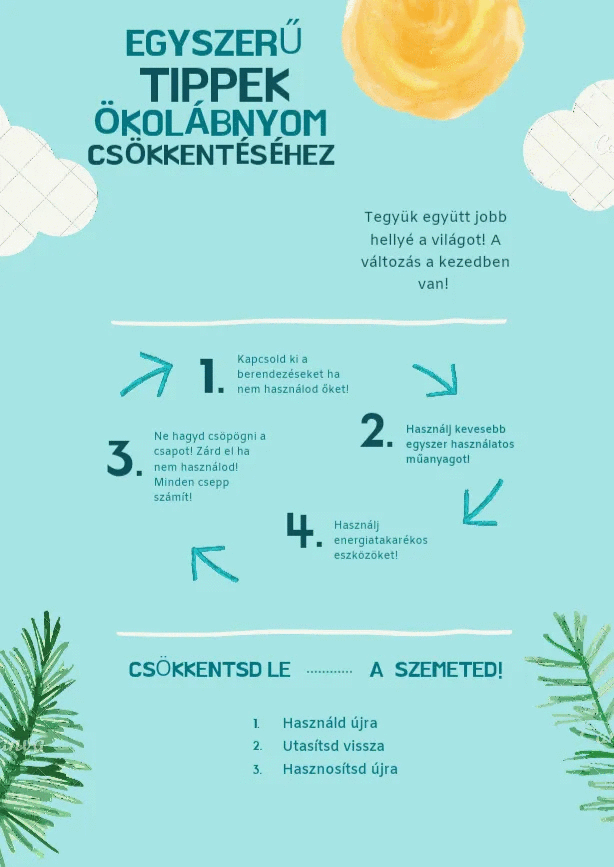 EGYSZERŰ
TIPPEK
ÖKOLÁBNYOM
CSÖKKENTÉSÉHEZ
Tegyük együtt jobb
hellyé a világot! A
változás a kezedben
van!
1.
Kapcsold ki a
berendezéseket ha
nem használod őket!
2.
Használj kevesebb
egyszer használatos
műanyagot!
3.
Ne hagyd csöpögni a
csapot! Zárd el ha
nem használod!
Minden csepp
számít!
4.
Használj
energiatakarékos
eszközöket!
CSÖKKENTSD LE ............ A SZEMETED!
1. Használd újra
2. Utasítsd vissza
3. Hasznosítsd újra